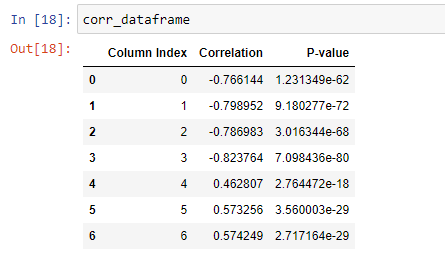 In [18]: corr_dataframe
Out[18]:
Column Index Correlation P-value
0 0 -0.766144 1.231349e-62
1 1 -0.798952 9.180277e-72
2 2 -0.786983 3.016344e-68
3 3 -0.823764 7.098436e-80
4 4 0.462807 2.764472e-18
5 5 0.573256 3.560003e-29
6 6 0.574249 2.717164e-29